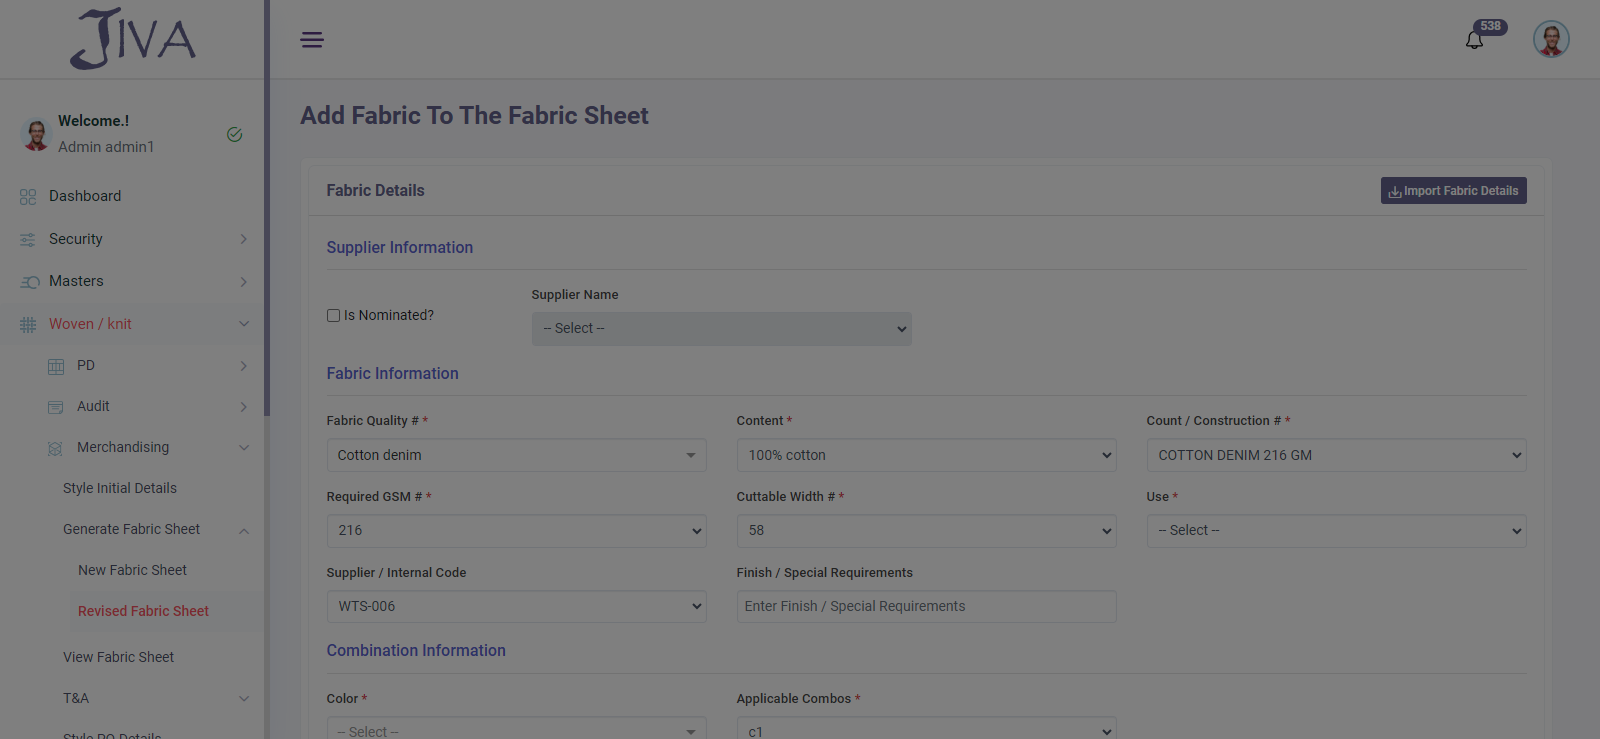 JIVA
538
Welcome.!
Admin admin1
Dashboard
Security
Masters
Woven / knit
PD
Audit
Merchandising
Style Initial Details
Generate Fabric Sheet
New Fabric Sheet
Revised Fabric Sheet
View Fabric Sheet
T&A
Style PO Details
Add Fabric To The Fabric Sheet
Fabric Details
Import Fabric Details
Supplier Information
Is Nominated?
Supplier Name
-- Select --
Fabric Information
Fabric Quality # *
Content *
Count / Construction # *
Cotton denim
100% cotton
COTTON DENIM 216 GM
Required GSM # *
Cuttable Width # *
Use *
216
58
-- Select --
Supplier / Internal Code
Finish / Special Requirements
WTS-006
Enter Finish / Special Requirements
Combination Information
Color *
Applicable Combos *
-- Select --
c1